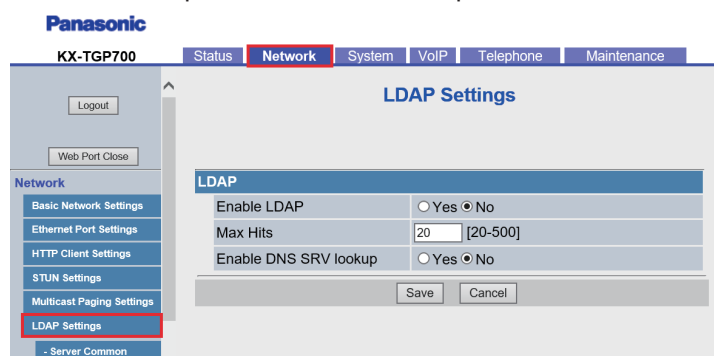 Panasonic
KX-TGP700
Status Network System VoIP Telephone Maintenance
Logout
Web Port Close
Network
Basic Network Settings
Ethernet Port Settings
HTTP Client Settings
STUN Settings
Multicast Paging Settings
LDAP Settings
- Server Common
LDAP Settings
LDAP
Enable LDAP Yes No
Max Hits 20 [20-500]
Enable DNS SRV lookup Yes No
Save Cancel